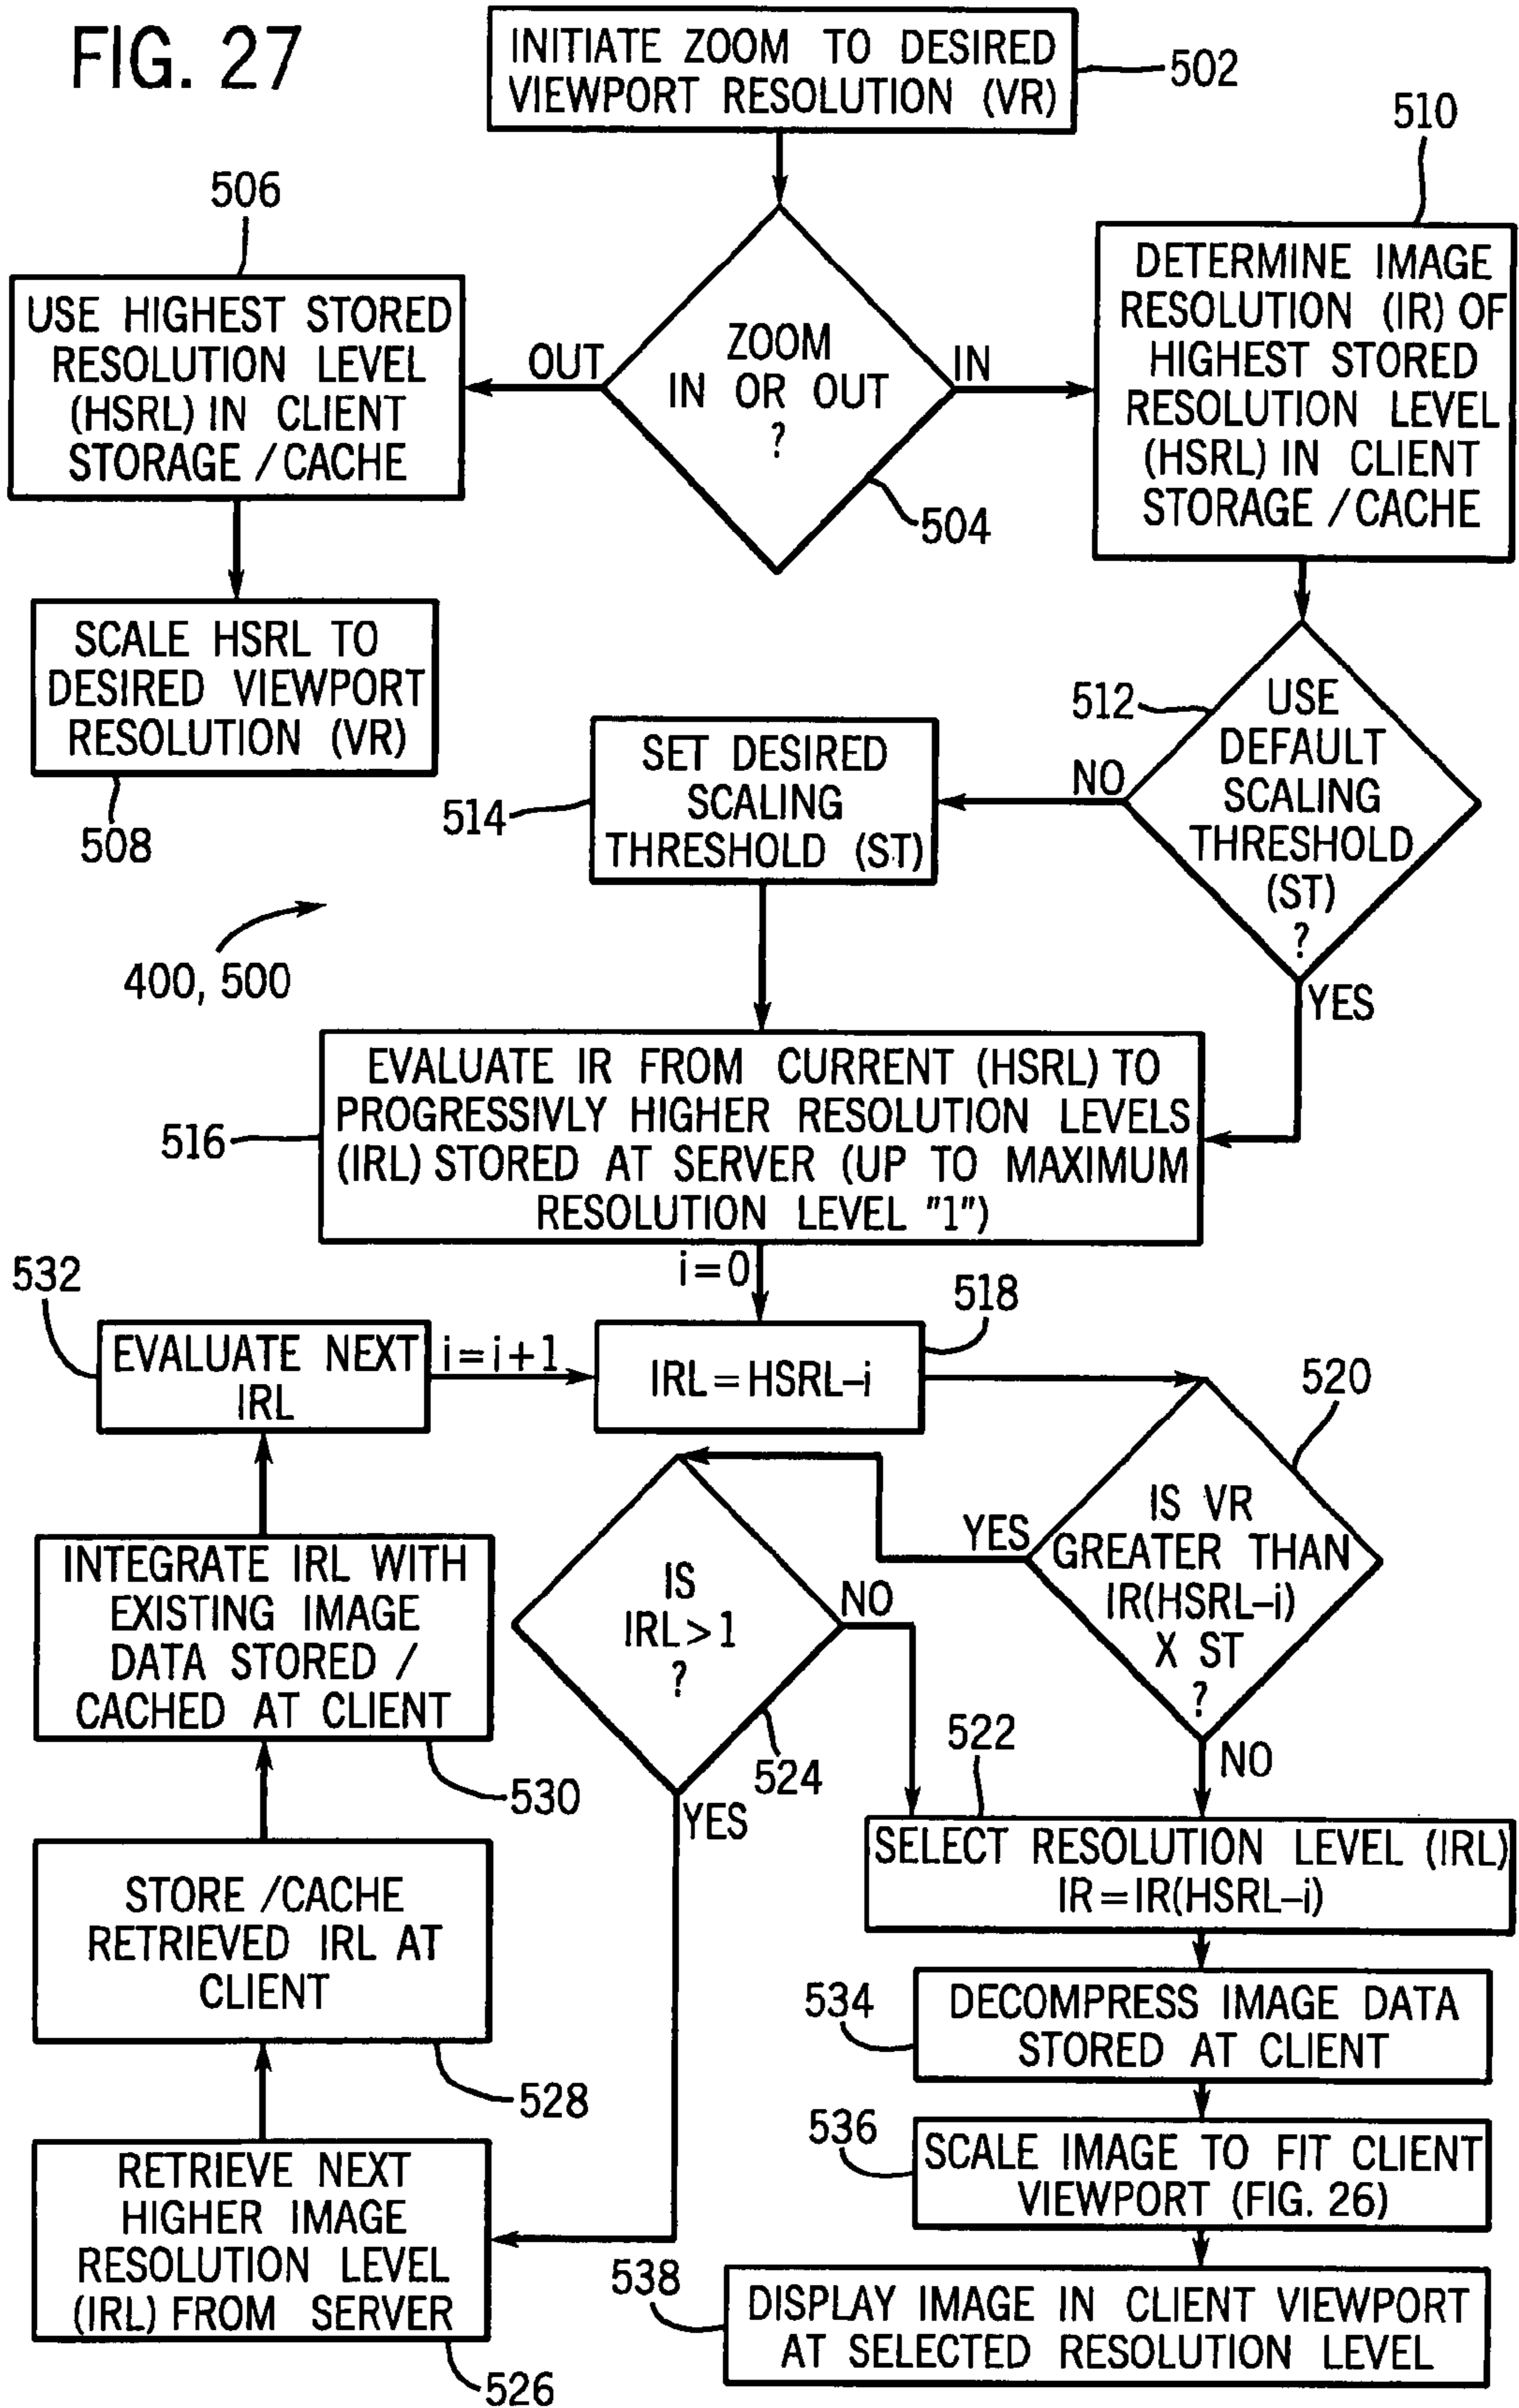 FIG. 27
INITIATE ZOOM TO DESIRED
VIEWPORT RESOLUTION (VR)
502
510
506
USE HIGHEST STORED
RESOLUTION LEVEL
(HSRL) IN CLIENT
STORAGE / CACHE
OUT
ZOOM
IN OR OUT
?
IN
504
DETERMINE IMAGE
RESOLUTION (IR) OF
HIGHEST STORED
RESOLUTION LEVEL
(HSRL) IN CLIENT
STORAGE / CACHE
SCALE HSRL TO
DESIRED VIEWPORT
RESOLUTION (VR)
508
512
USE
DEFAULT
SCALING
THRESHOLD
(ST)
?
NO
YES
SET DESIRED
SCALING
THRESHOLD (ST)
514
400, 500
EVALUATE IR FROM CURRENT (HSRL) TO
PROGRESSIVLY HIGHER RESOLUTION LEVELS
(IRL) STORED AT SERVER (UP TO MAXIMUM
RESOLUTION LEVEL "1")
516
i=0
532
EVALUATE NEXT
IRL
i=i+1
IRL=HSRL-i
518
520
IS VR
GREATER THAN
IR(HSRL-i)
X ST
?
YES
NO
IS
IRL>1
?
NO
524
YES
INTEGRATE IRL WITH
EXISTING IMAGE
DATA STORED /
CACHED AT CLIENT
530
522
SELECT RESOLUTION LEVEL (IRL)
IR=IR(HSRL-i)
STORE /CACHE
RETRIEVED IRL AT
CLIENT
528
534
DECOMPRESS IMAGE DATA
STORED AT CLIENT
536
SCALE IMAGE TO FIT CLIENT
VIEWPORT (FIG. 26)
RETRIEVE NEXT
HIGHER IMAGE
RESOLUTION LEVEL
(IRL) FROM SERVER
526
538
DISPLAY IMAGE IN CLIENT VIEWPORT
AT SELECTED RESOLUTION LEVEL